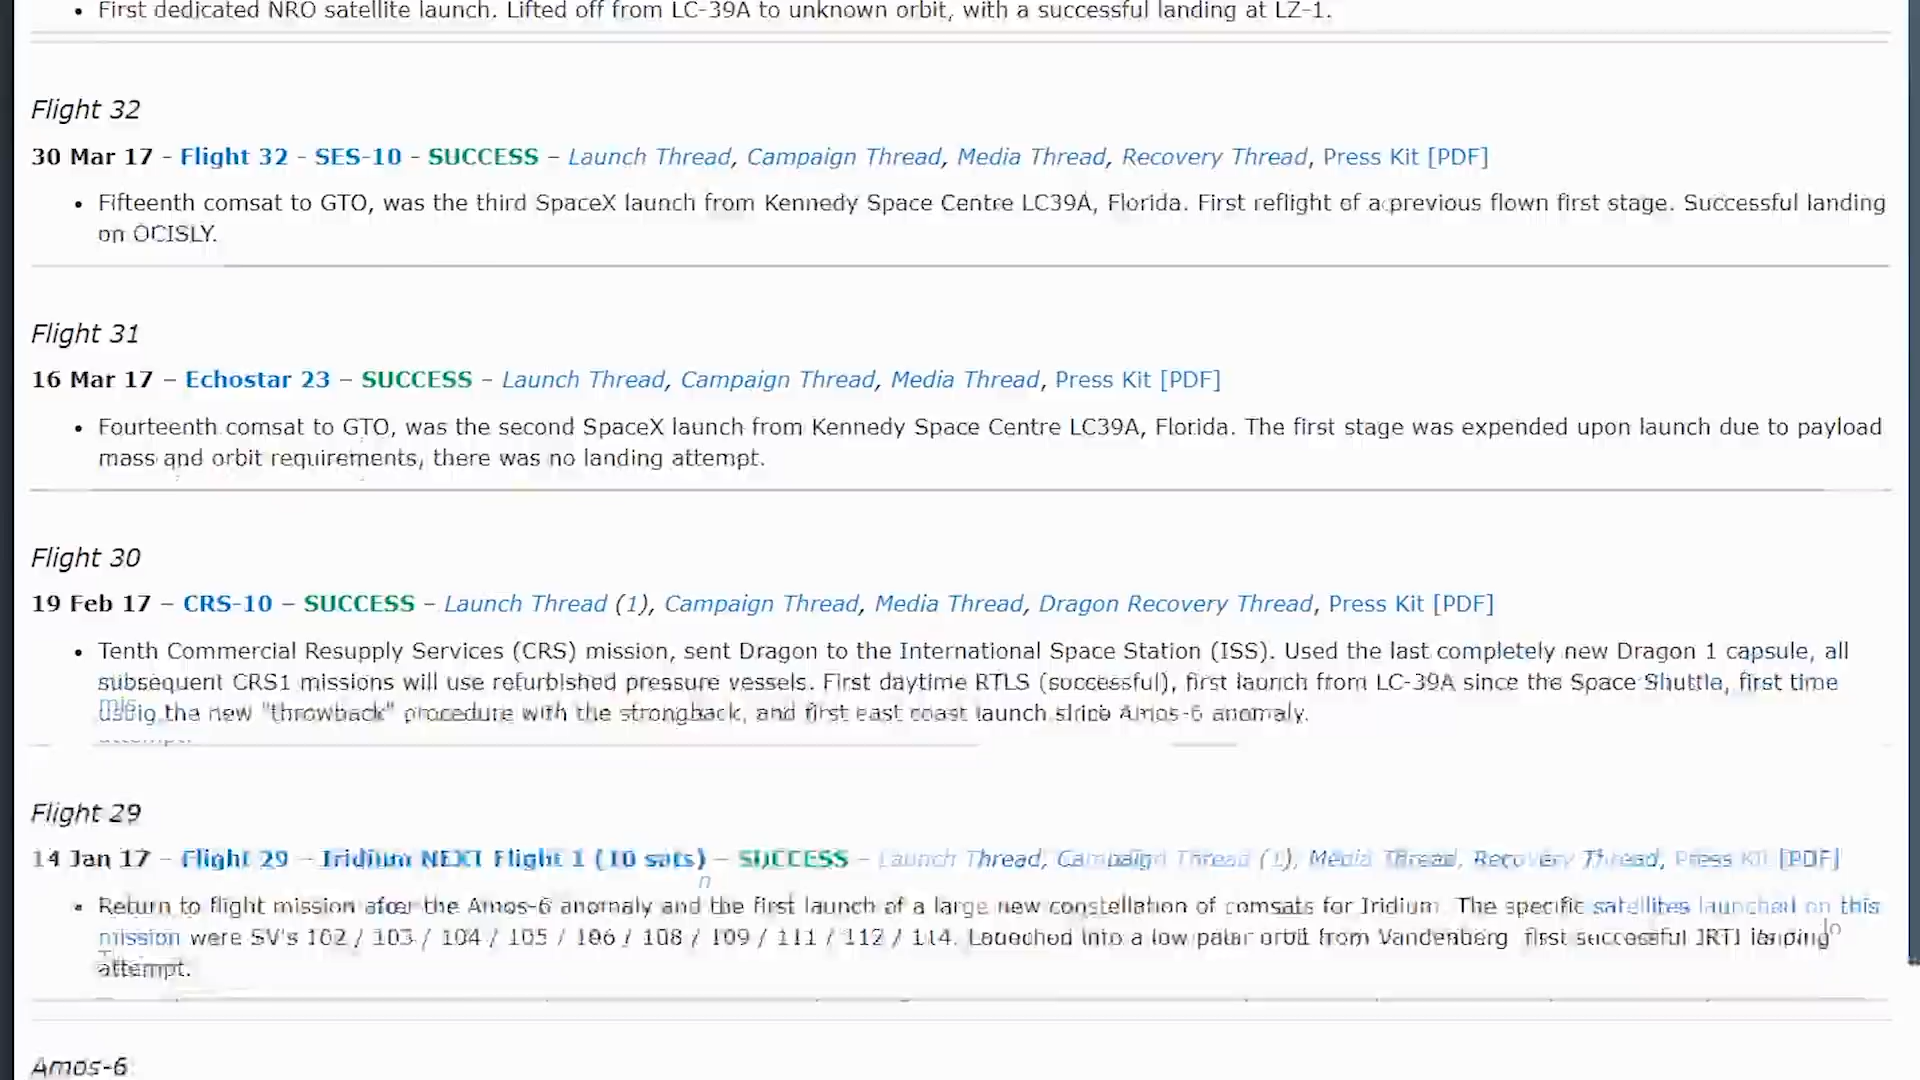 • First dedicated NRO satellite launch. Lifted off from LC-39A to unknown orbit, with a successful landing at LZ-1.
Flight 32
30 Mar 17 - Flight 32 - SES-10 - SUCCESS – Launch Thread, Campaign Thread, Media Thread, Recovery Thread, Press Kit [PDF]
• Fifteenth comsat to GTO, was the third SpaceX launch from Kennedy Space Centre LC39A, Florida. First reflight of a previous flown first stage. Successful landing
on OCISLY.
Flight 31
16 Mar 17 – Echostar 23 – SUCCESS – Launch Thread, Campaign Thread, Media Thread, Press Kit [PDF]
• Fourteenth comsat to GTO, was the second SpaceX launch from Kennedy Space Centre LC39A, Florida. The first stage was expended upon launch due to payload
mass and orbit requirements, there was no landing attempt.
Flight 30
19 Feb 17 – CRS-10 – SUCCESS – Launch Thread (1), Campaign Thread, Media Thread, Dragon Recovery Thread, Press Kit [PDF]
• Tenth Commercial Resupply Services (CRS) mission, sent Dragon to the International Space Station (ISS). Used the last completely new Dragon 1 capsule, all
subsequent CRS1 missions will use refurbished pressure vessels. First daytime RTLS (successful), first launch from LC-39A since the Space Shuttle, first time
using the new "throwback" procedure with the strongback, and first east coast launch since Amos-6 anomaly.
Flight 29
14 Jan 17 – Flight 29 – Iridium NEXT Flight 1 (10 sats) – SUCCESS – Launch Thread, Campaign Thread (1), Media Thread, Recovery Thread, Press Kit [PDF]
• Return to flight mission after the Amos-6 anomaly and the first launch of a large new constellation of comsats for Iridium. The specific satellites launched on this
mission were SV's 102 / 103 / 104 / 105 / 106 / 108 / 109 / 111 / 112 / 114. Launched into a low polar orbit from Vandenberg first successful JRTI landing
attempt.
Amos-6